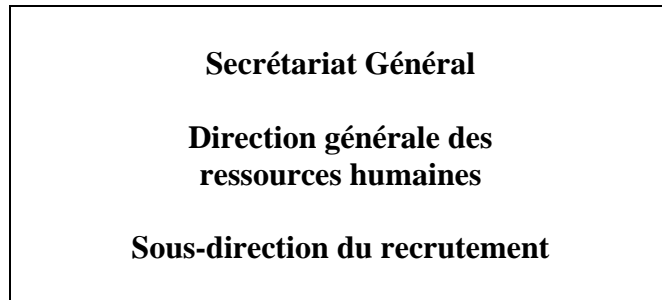 Secrétariat Général
Direction générale des
ressources humaines
Sous-direction du recrutement